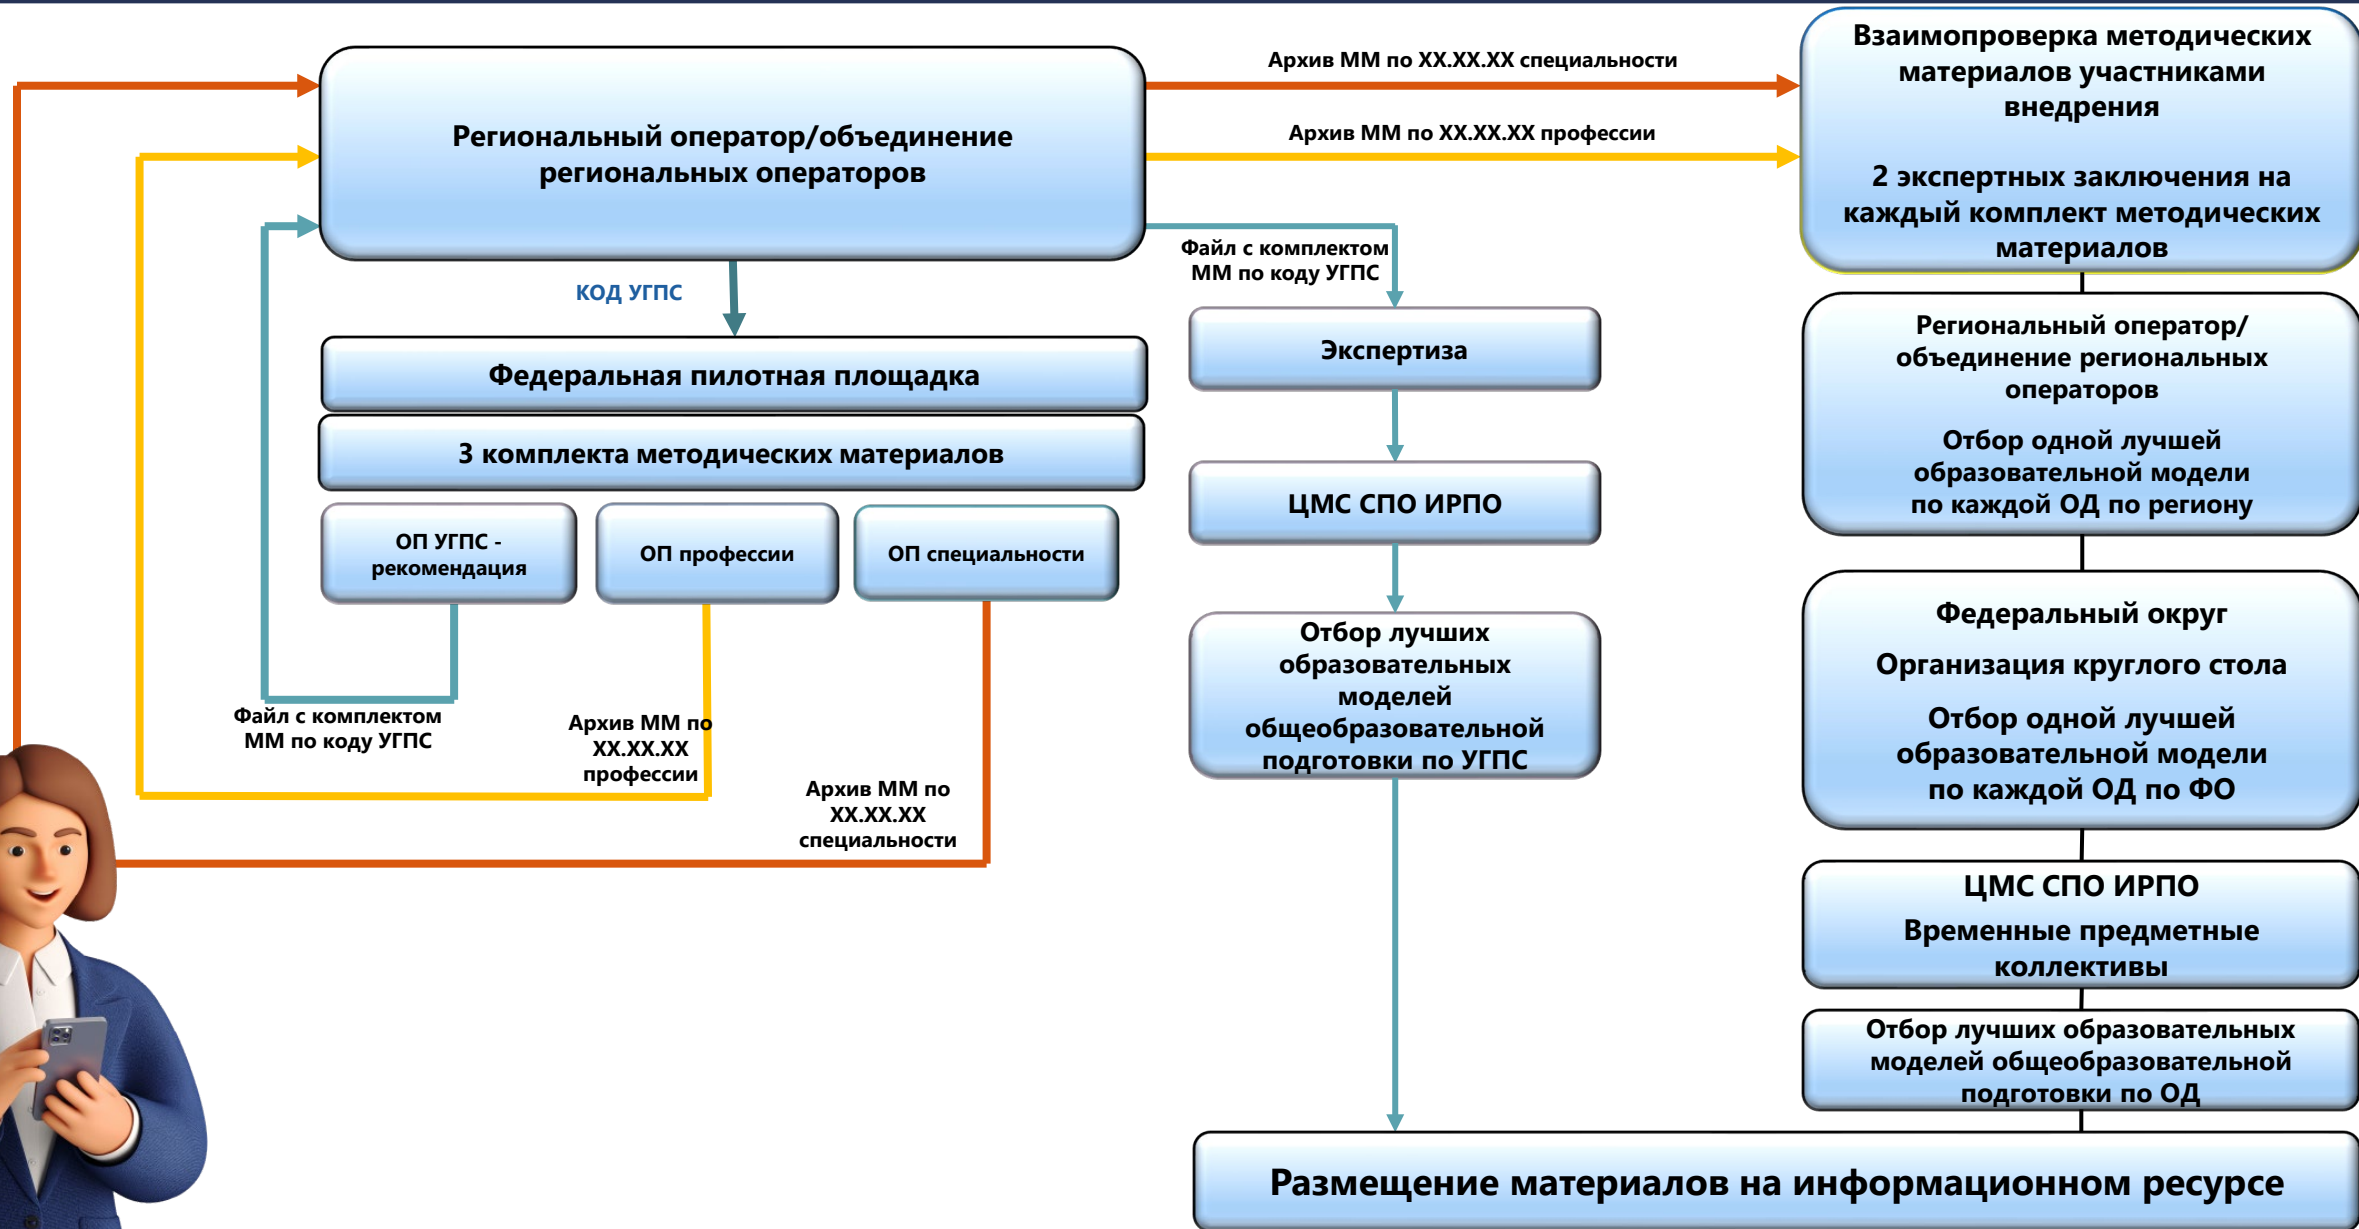 Архив ММ по XX.XX.XX специальности
Архив ММ по XX.XX.XX профессии
Региональный оператор/объединение
региональных операторов
КОД УГПС
Федеральная пилотная площадка
3 комплекта методических материалов
ОП УГПС -
рекомендация
ОП профессии
ОП специальности
Файл с комплектом
ММ по коду УГПС
Архив ММ по
XX.XX.XX
профессии
Архив ММ по
XX.XX.XX
специальности
Файл с комплектом
ММ по коду УГПС
Экспертиза
ЦМС СПО ИРПО
Отбор лучших
образовательных
моделей
общеобразовательной
подготовки по УГПС
Взаимопроверка методических
материалов участниками
внедрения
2 экспертных заключения на
каждый комплект методических
материалов
Региональный оператор/
объединение региональных
операторов
Отбор одной лучшей
образовательной модели
по каждой ОД по региону
Федеральный округ
Организация круглого стола
Отбор одной лучшей
образовательной модели
по каждой ОД по ФО
ЦМС СПО ИРПО
Временные предметные
коллективы
Отбор лучших образовательных
моделей общеобразовательной
подготовки по ОД
Размещение материалов на информационном ресурсе